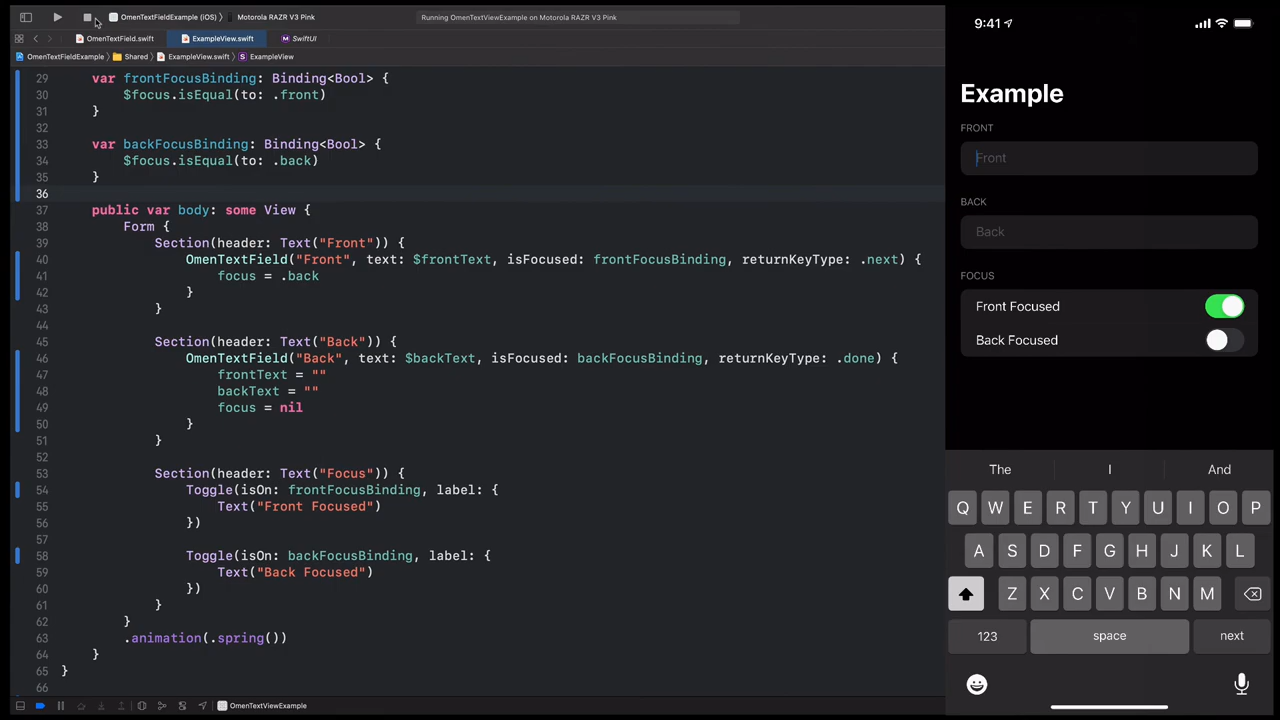 OmenTextFieldExample (iOS) 〉 Motorola RAZR V3 Pink
Running OmenTextViewExample on Motorola RAZR V3 Pink
OmenTextField.swift
ExampleView.swift
SwiftUI
OmenTextFieldExample 〉 Shared 〉 ExampleView.swift 〉 S ExampleView
29 var frontFocusBinding: Binding<Bool> {
30 $focus.isEqual(to: .front)
31 }
32
33 var backFocusBinding: Binding<Bool> {
34 $focus.isEqual(to: .back)
35 }
36
37 public var body: some View {
38 Form {
39 Section(header: Text("Front")) {
40 OmenTextField("Front", text: $frontText, isFocused: frontFocusBinding, returnKeyType: .next) {
41 focus = .back
42 }
43 }
44
45 Section(header: Text("Back")) {
46 OmenTextField("Back", text: $backText, isFocused: backFocusBinding, returnKeyType: .done) {
47 frontText = ""
48 backText = ""
49 focus = nil
50 }
51 }
52
53 Section(header: Text("Focus")) {
54 Toggle(isOn: frontFocusBinding, label: {
55 Text("Front Focused")
56 })
57
58 Toggle(isOn: backFocusBinding, label: {
59 Text("Back Focused")
60 })
61 }
62 }
63 .animation(.spring())
64 }
65 }
66
OmenTextViewExample
9:41
Example
FRONT
Front
BACK
Back
FOCUS
Front Focused
Back Focused
The I And
Q W E R T Y U I O P
A S D F G H J K L
Z X C V B N M
123 space next